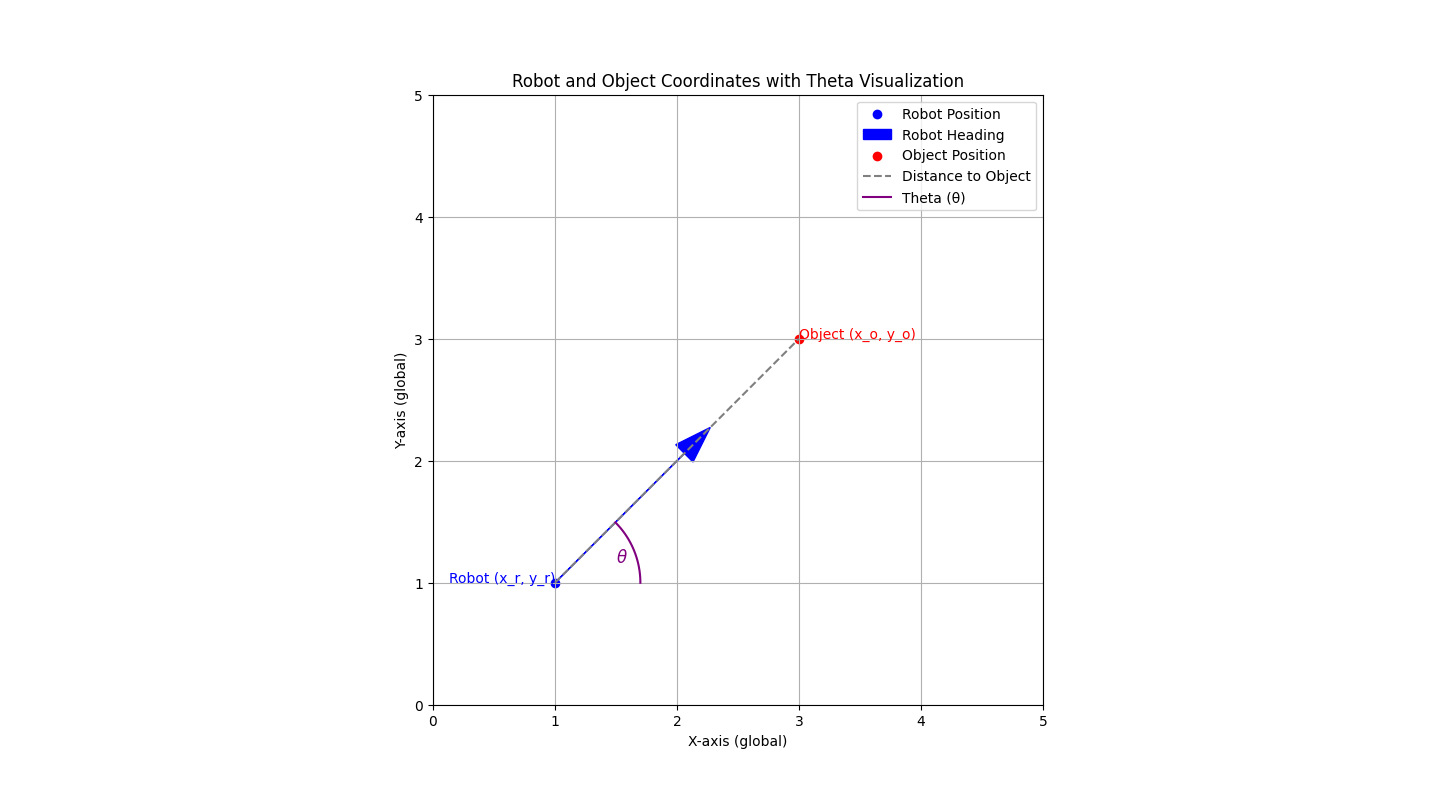 Robot and Object Coordinates with Theta Visualization
Robot Position
Robot Heading
Object Position
Distance to Object
Theta (θ)
5
4
3
2
1
0
Y-axis (global)
Object (x_o, y_o)
θ
Robot (x_r, y_r)
0
1
2
3
4
5
X-axis (global)